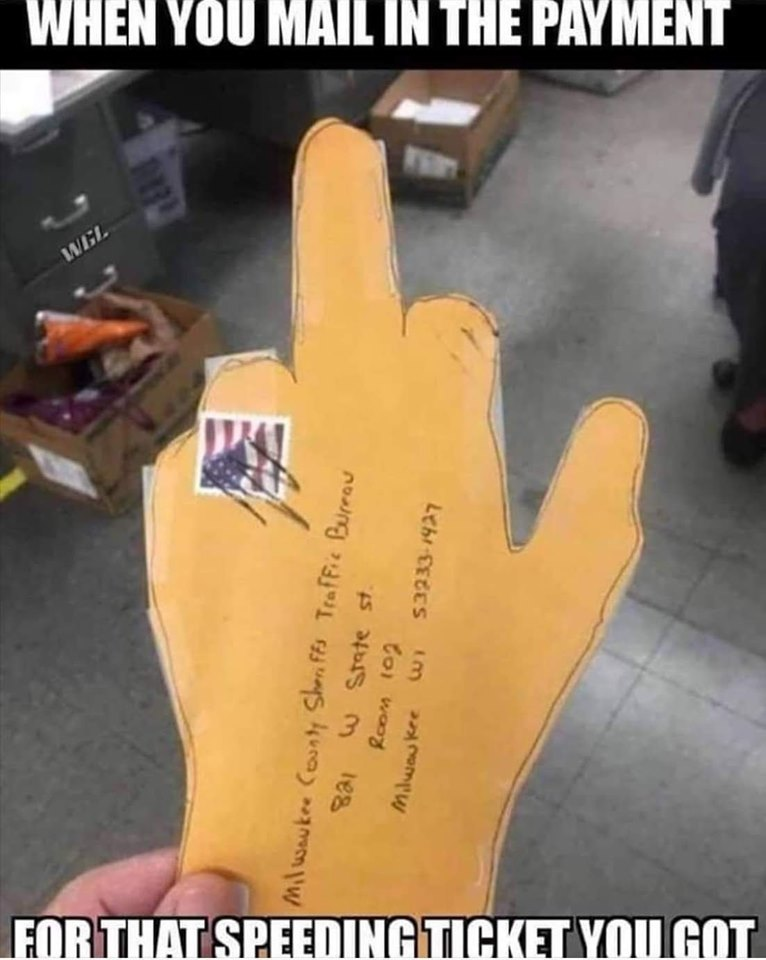 WHEN YOU MAIL IN THE PAYMENT
WGL
Milwaukee County Sheriffs Traffic Bureau
821 W State st.
Room 102
Milwaukee WI 53233-1427
FOR THAT SPEEDING TICKET YOU GOT